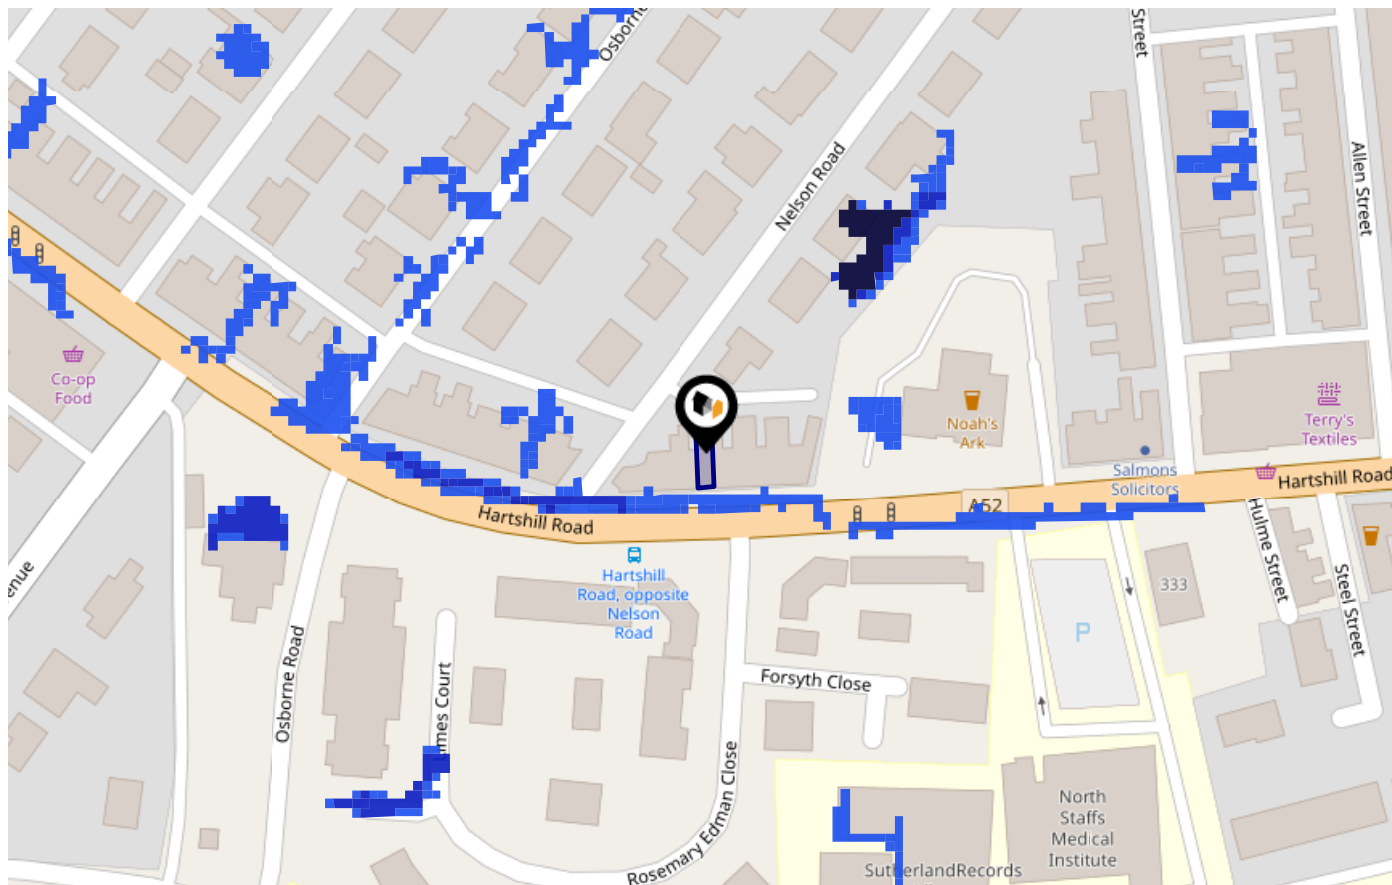 Osborne
Street
Allen Street
Nelson Road
Co-op
Food
Noah's
Ark
Terry's
Textiles
Salmons
Solicitors
Hartshill Road
A52
Hartshill Road
Hulme Street
Steel Street
Hartshill
Road, opposite
Nelson
Road
333
P
enue
Osborne Road
Limes Court
Forsyth Close
Rosemary Edman Close
North
Staffs
Medical
Institute
SutherlandRecords